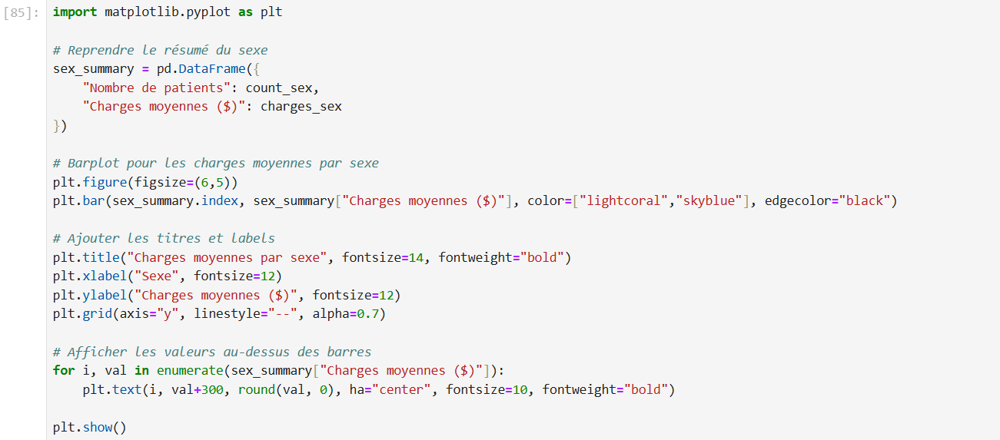 [85]: import matplotlib.pyplot as plt
# Reprendre le résumé du sexe
sex_summary = pd.DataFrame({
    "Nombre de patients": count_sex,
    "Charges moyennes ($)": charges_sex
})
# Barplot pour les charges moyennes par sexe
plt.figure(figsize=(6,5))
plt.bar(sex_summary.index, sex_summary["Charges moyennes ($)"], color=["lightcoral","skyblue"], edgecolor="black")
# Ajouter les titres et labels
plt.title("Charges moyennes par sexe", fontsize=14, fontweight="bold")
plt.xlabel("Sexe", fontsize=12)
plt.ylabel("Charges moyennes ($)", fontsize=12)
plt.grid(axis="y", linestyle="--", alpha=0.7)
# Afficher les valeurs au-dessus des barres
for i, val in enumerate(sex_summary["Charges moyennes ($)"]):
    plt.text(i, val+300, round(val, 0), ha="center", fontsize=10, fontweight="bold")
plt.show()